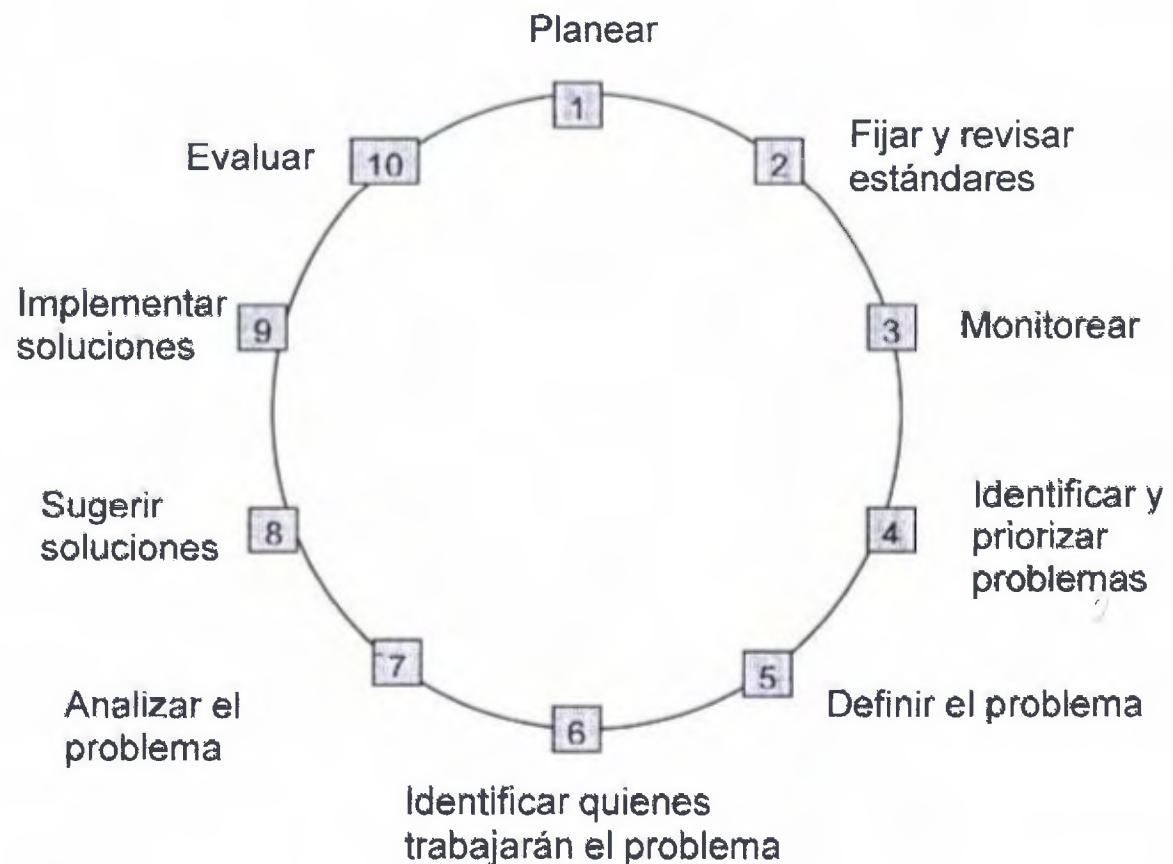 Planear
1
2
Fijar y revisar
estándares
3
Monitorear
4
Identificar y
priorizar
problemas
5
Definir el problema
6
Identificar quienes
trabajarán el problema
7
Analizar el
problema
8
Sugerir
soluciones
9
Implementar
soluciones
10
Evaluar